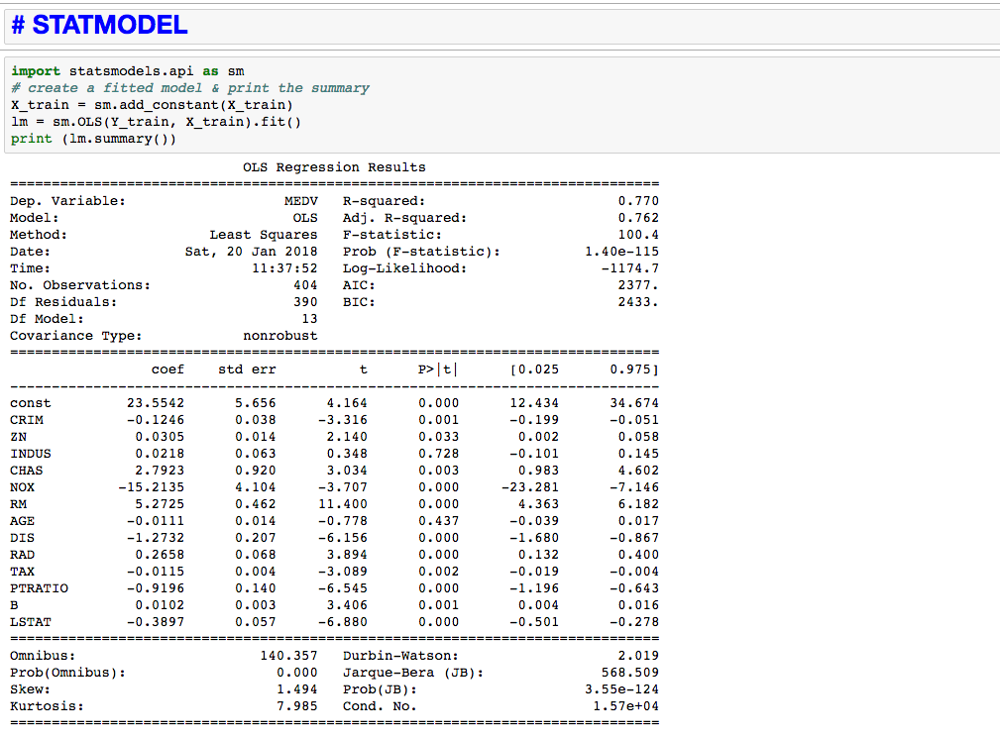 # STATMODEL
import statsmodels.api as sm
# create a fitted model & print the summary
X_train = sm.add_constant(X_train)
lm = sm.OLS(Y_train, X_train).fit()
print (lm.summary())
OLS Regression Results
==============================================================================
Dep. Variable: MEDV R-squared: 0.770
Model: OLS Adj. R-squared: 0.762
Method: Least Squares F-statistic: 100.4
Date: Sat, 20 Jan 2018 Prob (F-statistic): 1.40e-115
Time: 11:37:52 Log-Likelihood: -1174.7
No. Observations: 404 AIC: 2377.
Df Residuals: 390 BIC: 2433.
Df Model: 13
Covariance Type: nonrobust
==============================================================================
coef std err t P>|t| [0.025 0.975]
------------------------------------------------------------------------------
const 23.5542 5.656 4.164 0.000 12.434 34.674
CRIM -0.1246 0.038 -3.316 0.001 -0.199 -0.051
ZN 0.0305 0.014 2.140 0.033 0.002 0.058
INDUS 0.0218 0.063 0.348 0.728 -0.101 0.145
CHAS 2.7923 0.920 3.034 0.003 0.983 4.602
NOX -15.2135 4.104 -3.707 0.000 -23.281 -7.146
RM 5.2725 0.462 11.400 0.000 4.363 6.182
AGE -0.0111 0.014 -0.778 0.437 -0.039 0.017
DIS -1.2732 0.207 -6.156 0.000 -1.680 -0.867
RAD 0.2658 0.068 3.894 0.000 0.132 0.400
TAX -0.0115 0.004 -3.089 0.002 -0.019 -0.004
PTRATIO -0.9196 0.140 -6.545 0.000 -1.196 -0.643
B 0.0102 0.003 3.406 0.001 0.004 0.016
LSTAT -0.3897 0.057 -6.880 0.000 -0.501 -0.278
==============================================================================
Omnibus: 140.357 Durbin-Watson: 2.019
Prob(Omnibus): 0.000 Jarque-Bera (JB): 568.509
Skew: 1.494 Prob(JB): 3.55e-124
Kurtosis: 7.985 Cond. No. 1.57e+04
==============================================================================